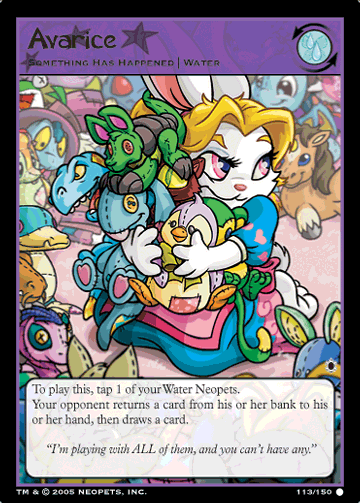 Avarice
Something Has Happened | Water
To play this, tap 1 of your Water Neopets.
Your opponent returns a card from his or her bank to his
or her hand, then draws a card.
"I'm playing with ALL of them, and you can't have any."
TM & © 2005 NEOPETS, INC.
113/150